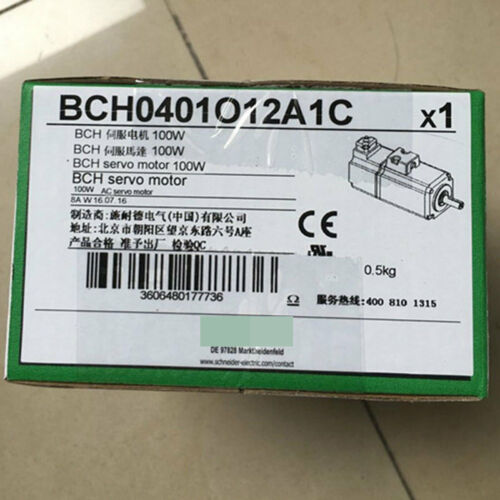 BCH0401O12A1C x1
BCH 伺服电机 100W
BCH 伺服馬達 100W
BCH servo motor 100W
BCH servo motor
100W AC servo motor
8A W 16.07.16
制造商: 施耐德电气(中国)有限公司
地址: 北京市朝阳区望京东路六号A座
产品合格 准予出厂 检验QC
CE
0.5kg
3606480177736
Ω 服务热线: 400 810 1315
DE 97828 Marktheidenfeld
www.schneider-electric.com